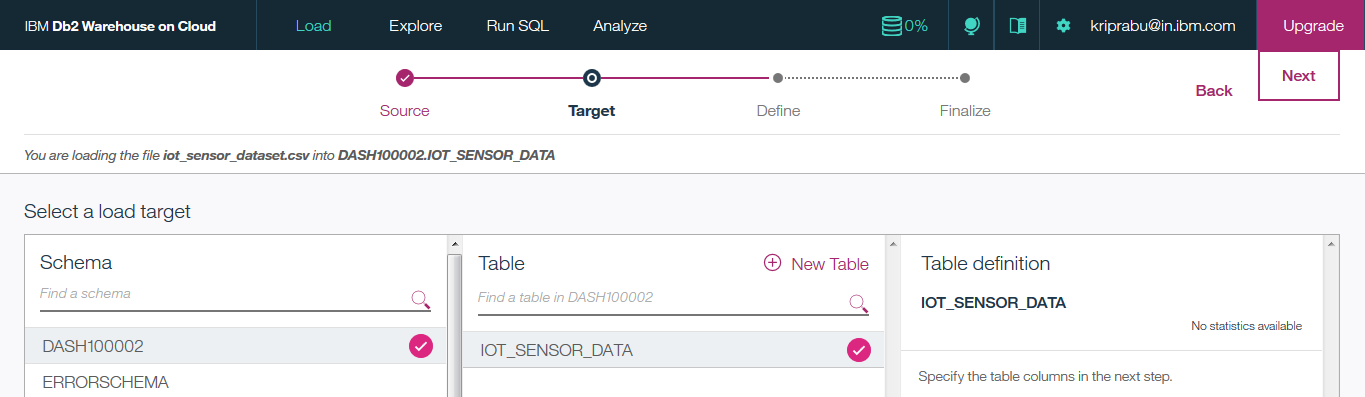 IBM Db2 Warehouse on Cloud Load Explore Run SQL Analyze 0% kriprabu@in.ibm.com Upgrade
Source Target Define Finalize Back Next
You are loading the file iot_sensor_dataset.csv into DASH100002.IOT_SENSOR_DATA
Select a load target
Schema
Find a schema
DASH100002
ERRORSCHEMA
Table New Table
Find a table in DASH100002
IOT_SENSOR_DATA
Table definition
IOT_SENSOR_DATA
No statistics available
Specify the table columns in the next step.